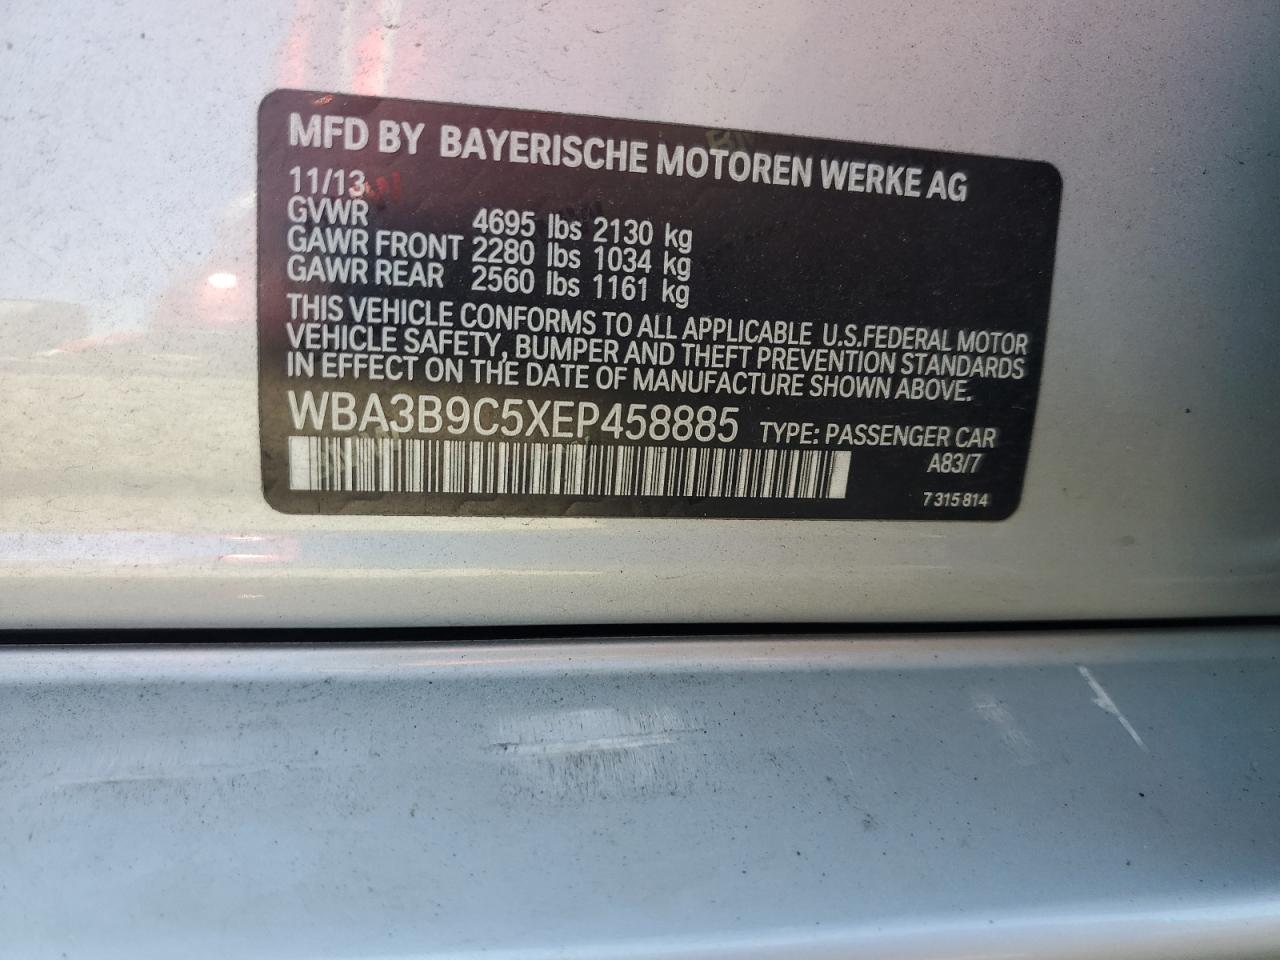 MFD BY BAYERISCHE MOTOREN WERKE AG
11/13
GVWR 4695 lbs 2130 kg
GAWR FRONT 2280 lbs 1034 kg
GAWR REAR 2560 lbs 1161 kg
THIS VEHICLE CONFORMS TO ALL APPLICABLE U.S.FEDERAL MOTOR
VEHICLE SAFETY, BUMPER AND THEFT PREVENTION STANDARDS
IN EFFECT ON THE DATE OF MANUFACTURE SHOWN ABOVE.
WBA3B9C5XEP458885 TYPE: PASSENGER CAR
A83/7
7 315 814